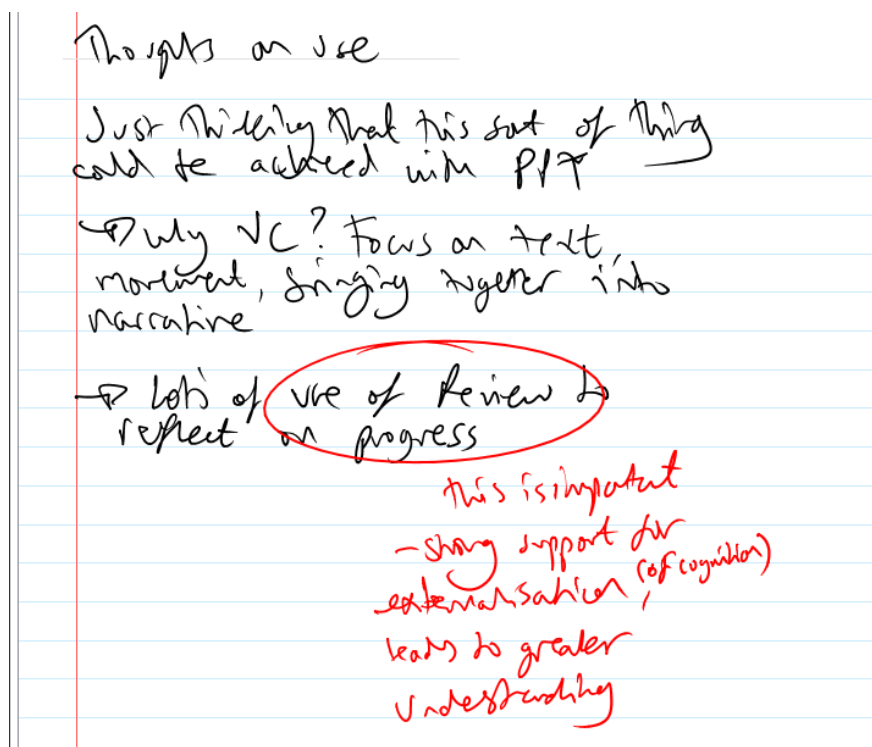 Thoughts on use
Just thinking that this sort of thing
could be achieved with PPT
→ why VC? Focus on text,
movement, bringing together into
narrative
→ Lots of use of Review to
reflect on progress
this is important
- strong support for
externalisation (of cognition),
leads to greater
understanding